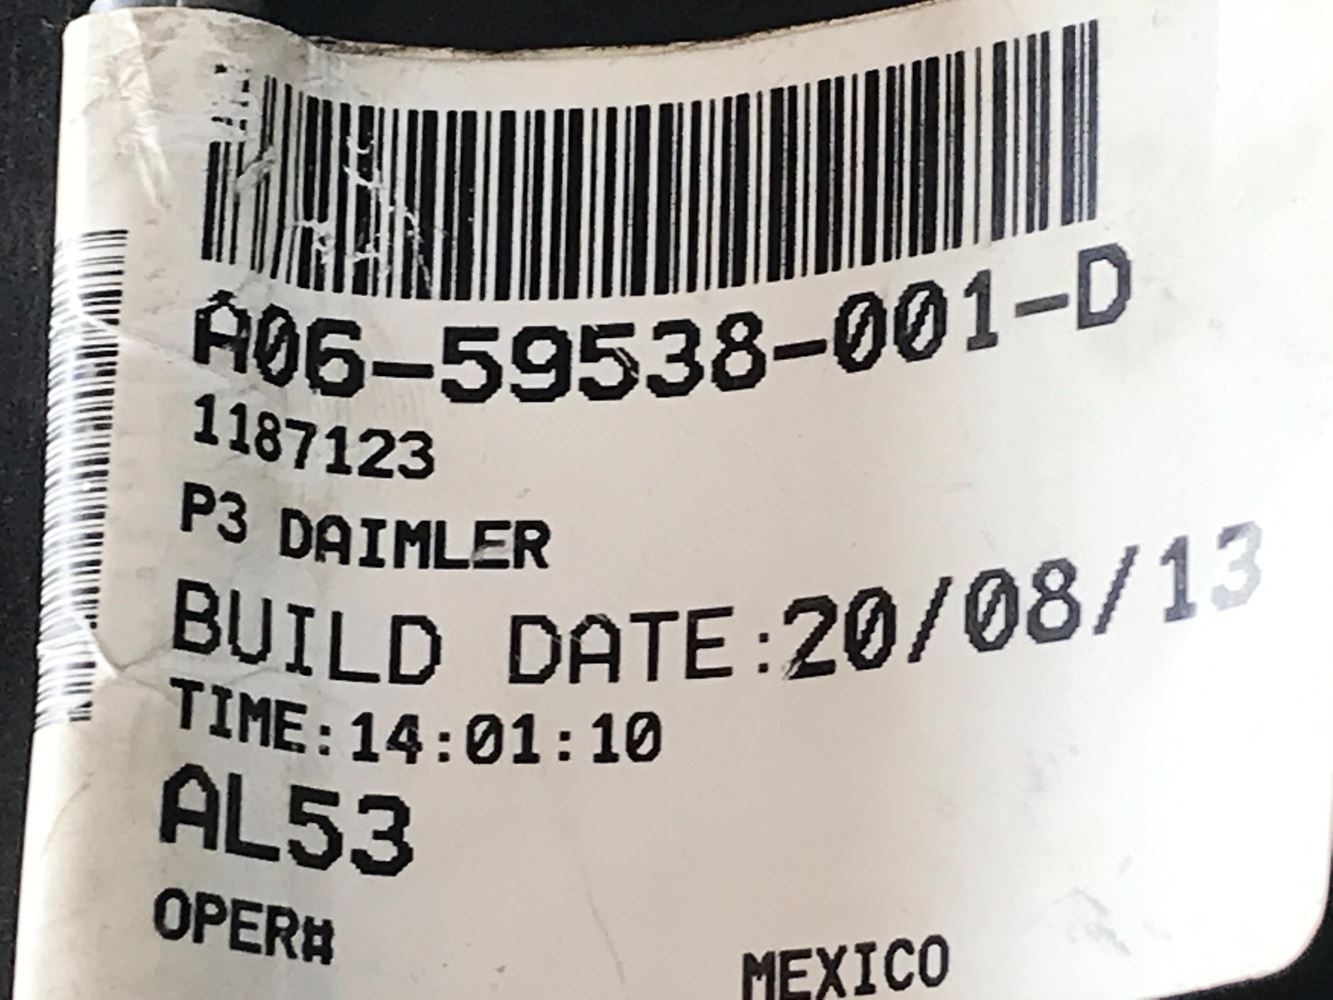 A06-59538-001-D
1187123
P3 DAIMLER
BUILD DATE:20/08/13
TIME:14:01:10
AL53
OPER#
MEXICO